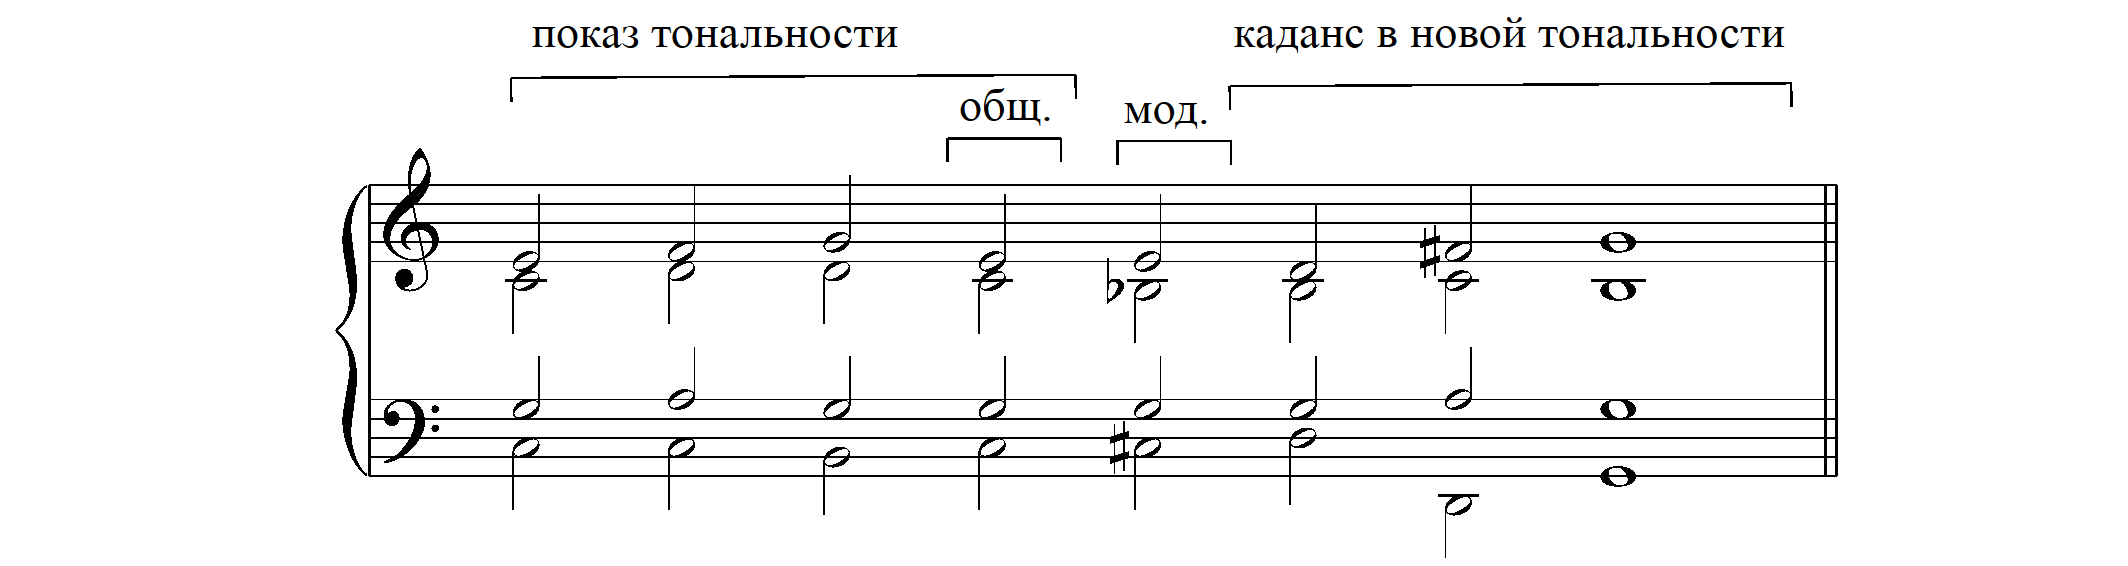 показ тональности
каданс в новой тональности
общ.
мод.